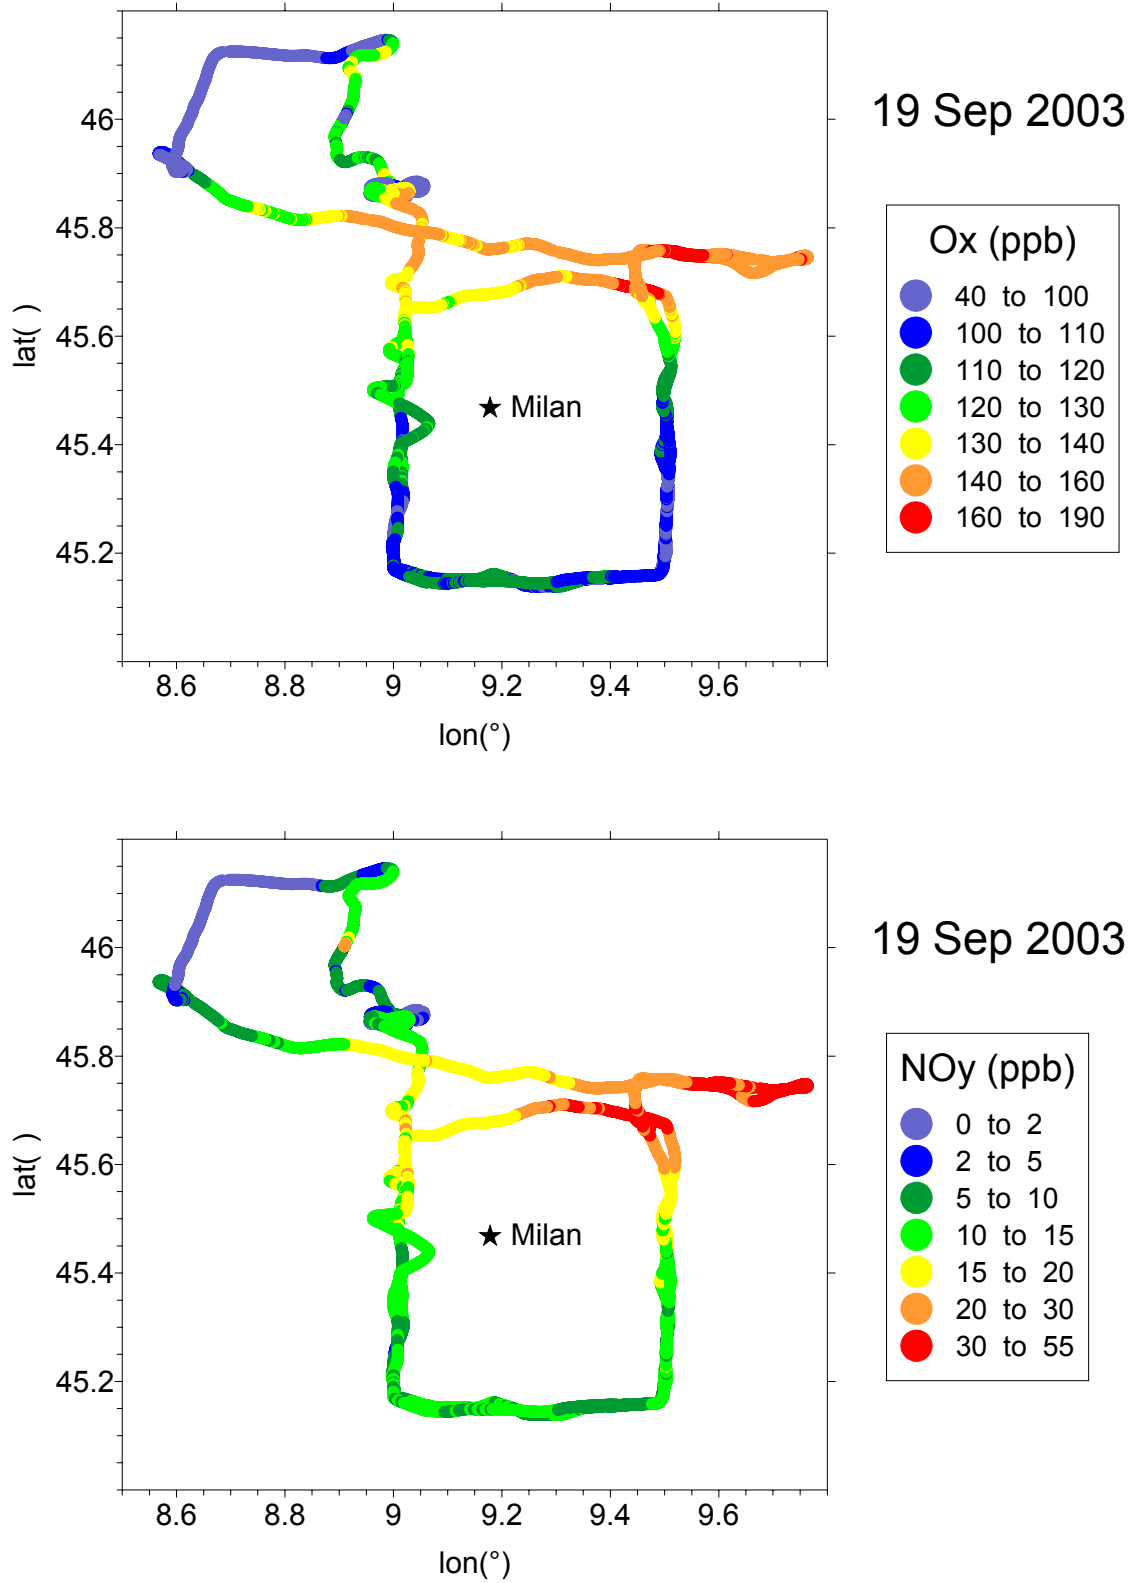 19 Sep 2003
Ox (ppb)
40 to 100
100 to 110
110 to 120
120 to 130
130 to 140
140 to 160
160 to 190
46
45.8
45.6
45.4
45.2
lat( )
Milan
8.6 8.8 9 9.2 9.4 9.6
lon(°)
19 Sep 2003
NOy (ppb)
0 to 2
2 to 5
5 to 10
10 to 15
15 to 20
20 to 30
30 to 55
46
45.8
45.6
45.4
45.2
lat( )
Milan
8.6 8.8 9 9.2 9.4 9.6
lon(°)